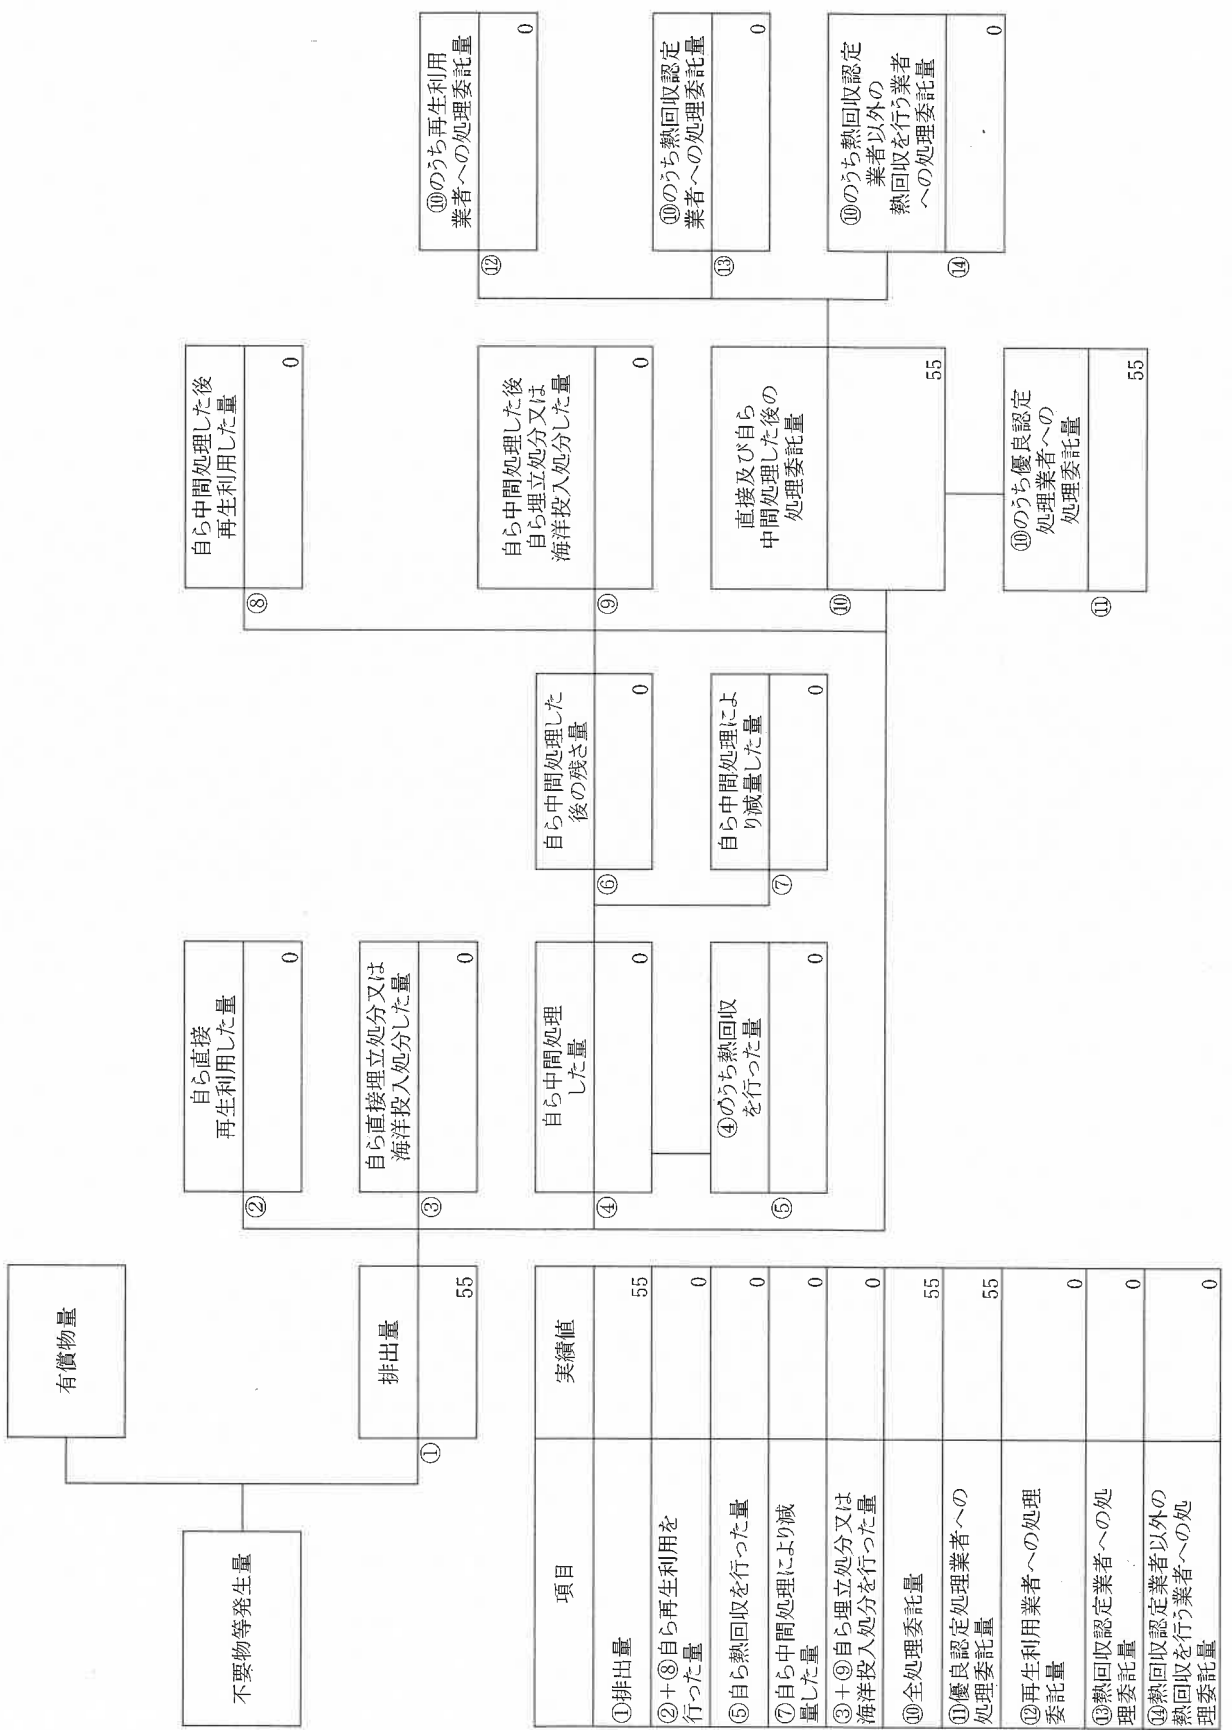 不要物等発生量
有償物量
①
排出量
55
②
自ら直接
再生利用した量
0
③
自ら直接埋立処分又は
海洋投入処分した量
0
④
自ら中間処理
した量
0
⑤
④のうち熱回収
を行った量
0
⑥
自ら中間処理した
後の残さ量
0
⑦
自ら中間処理によ
り減量した量
0
⑧
自ら中間処理した後
再生利用した量
0
⑨
自ら中間処理した後
自ら埋立処分又は
海洋投入処分した量
0
⑩
直接及び自ら
中間処理した後の
処理委託量
55
⑪
⑩のうち優良認定
処理業者への
処理委託量
55
⑫
⑩のうち再生利用
業者への処理委託量
0
⑬
⑩のうち熱回収認定
業者への処理委託量
0
⑭
⑩のうち熱回収認定
業者以外の
熱回収を行う業者
への処理委託量
0
項目
実績値
①排出量
55
②+⑧自ら再生利用を
行った量
0
⑤自ら熱回収を行った量
0
⑦自ら中間処理により減
量した量
0
③+⑨自ら埋立処分又は
海洋投入処分を行った量
0
⑩全処理委託量
55
⑪優良認定処理業者への
処理委託量
55
⑫再生利用業者への処理
委託量
0
⑬熱回収認定業者への処
理委託量
0
⑭熱回収認定業者以外の
熱回収を行う業者への処
理委託量
0